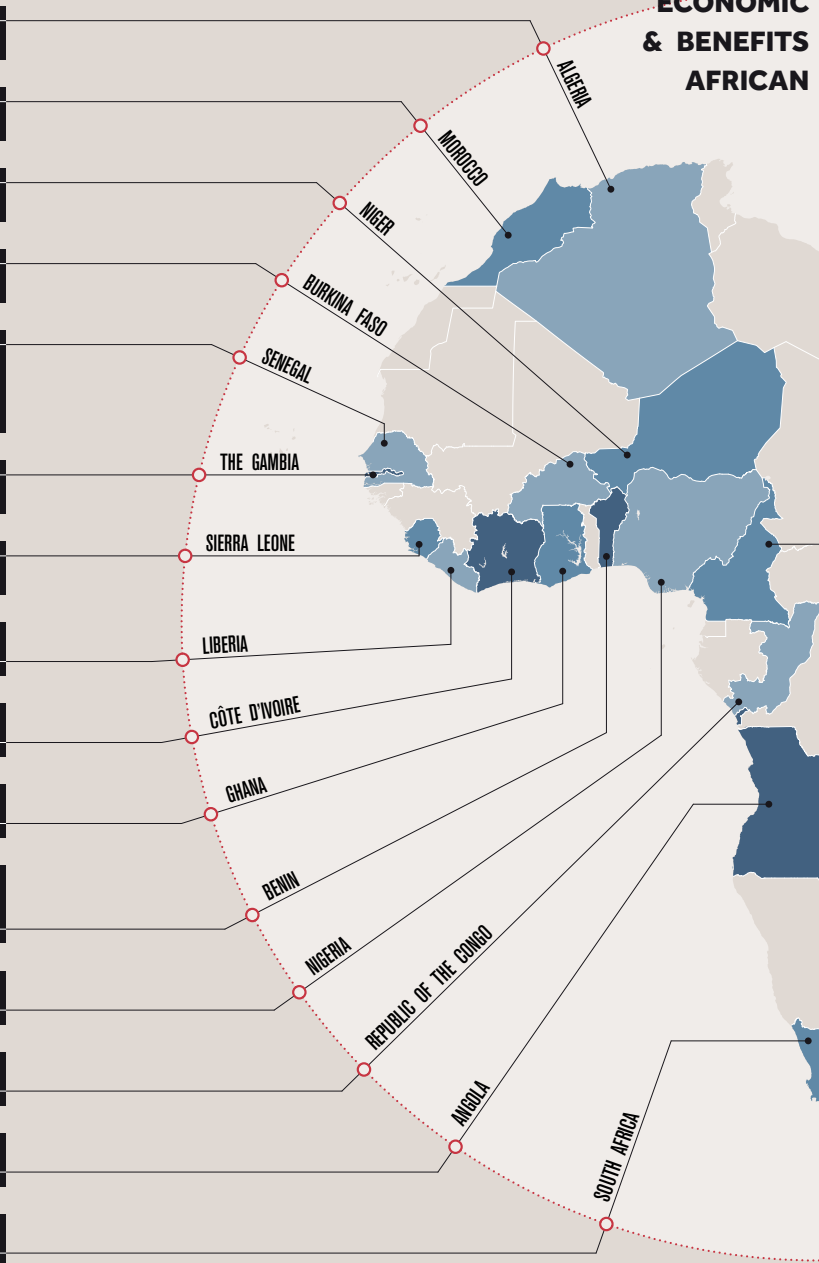 ECONOMIC
& BENEFITS
AFRICAN
ALGERIA
MOROCCO
NIGER
BURKINA FASO
SENEGAL
THE GAMBIA
SIERRA LEONE
LIBERIA
CÔTE D'IVOIRE
GHANA
BENIN
NIGERIA
REPUBLIC OF THE CONGO
ANGOLA
SOUTH AFRICA